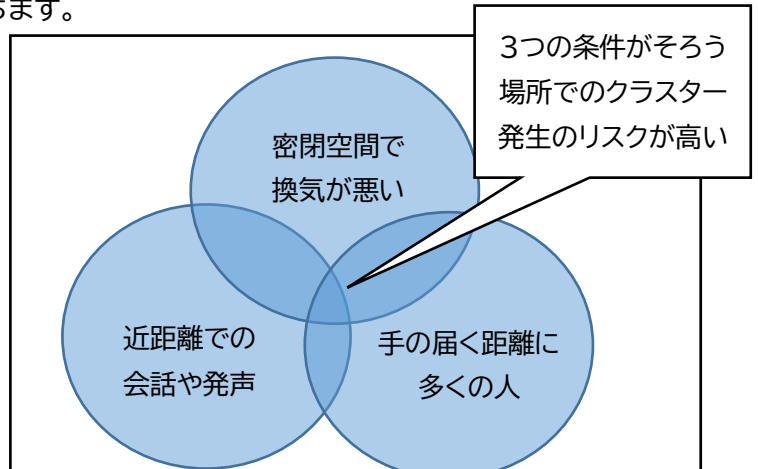 ちます。
３つの条件がそろう
場所でのクラスター
発生のリスクが高い
密閉空間で
換気が悪い
近距離での
会話や発声
手の届く距離に
多くの人